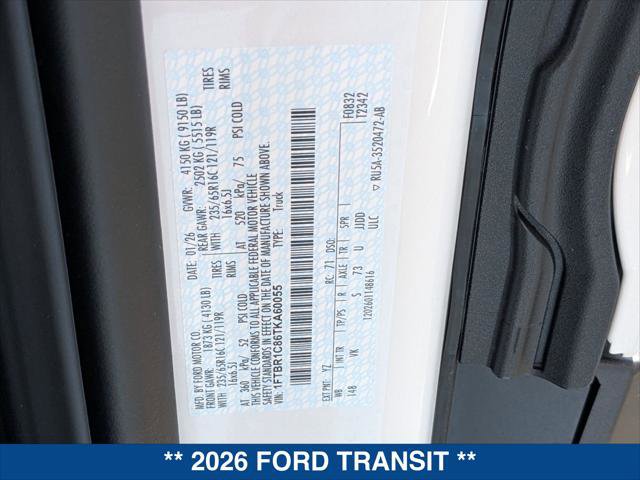 MFD. BY FORD MOTOR CO.
DATE: 01/26 GVWR: 4150 KG ( 9150 LB)
FRONT GAWR: 1873 KG ( 4130 LB) REAR GAWR: 2502 KG ( 5515 LB)
WITH 235/65R16C 121/119R TIRES WITH 235/65R16C 121/119R TIRES
16x6.5J RIMS 16x6.5J RIMS
AT 360 kPa/ 52 PSI COLD AT 520 kPa/ 75 PSI COLD
THIS VEHICLE CONFORMS TO ALL APPLICABLE FEDERAL MOTOR VEHICLE
SAFETY STANDARDS IN EFFECT ON THE DATE OF MANUFACTURE SHOWN ABOVE.
VIN: 1FTBR1C86TKA60055 TYPE: Truck
EXT PNT: YZ RC: 71 DSO: F0832
12342
WB INTR TP/PS R AXLE TR SPR
148 VK S 73 U JJDD
ULC
1202601148616 ▽ RU5A-3520472-AB
** 2026 FORD TRANSIT **